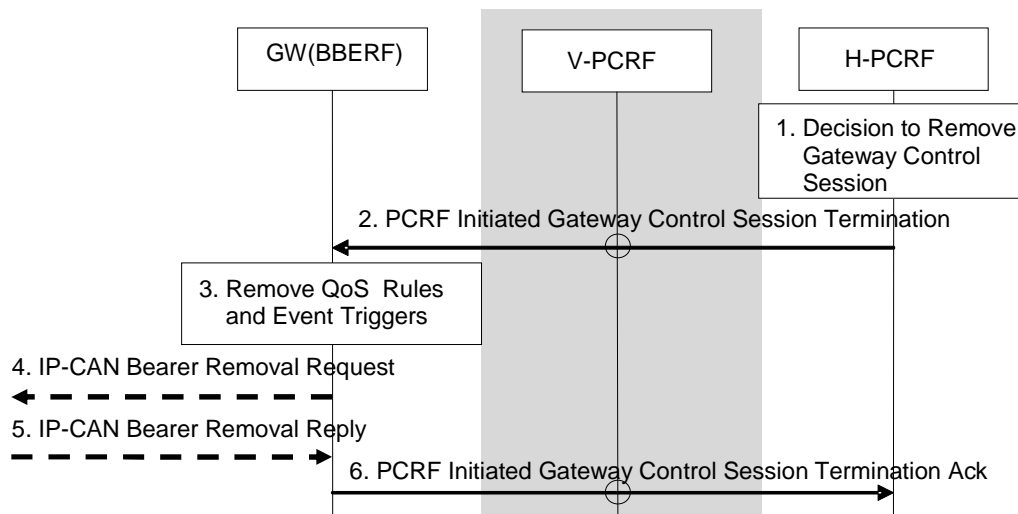 GW(BBERF)
V-PCRF
H-PCRF
1. Decision to Remove
Gateway Control
Session
2. PCRF Initiated Gateway Control Session Termination
3. Remove QoS Rules
and Event Triggers
4. IP-CAN Bearer Removal Request
5. IP-CAN Bearer Removal Reply
6. PCRF Initiated Gateway Control Session Termination Ack